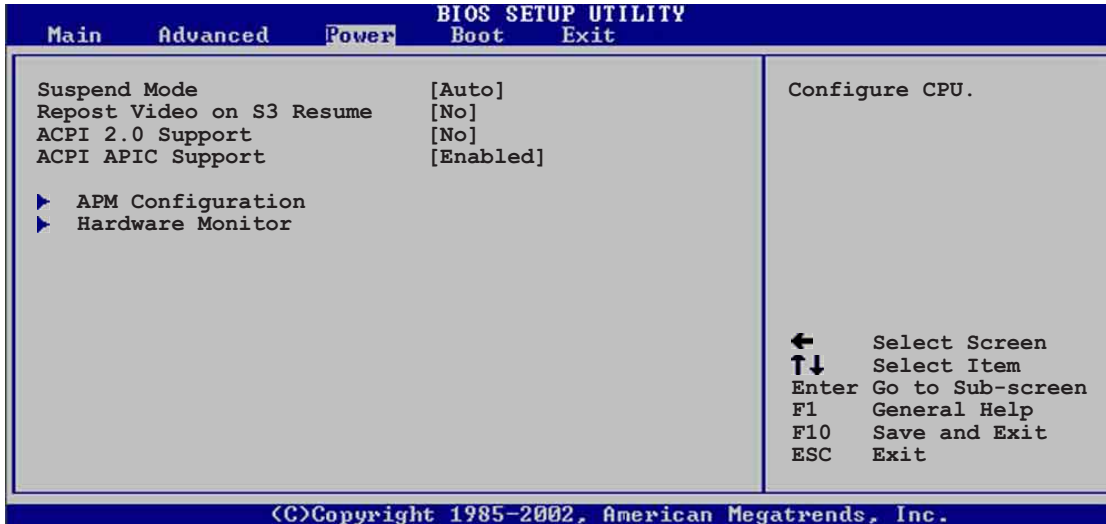 BIOS SETUP UTILITY
Main Advanced Power Boot Exit
Suspend Mode [Auto]
Repost Video on S3 Resume [No]
ACPI 2.0 Support [No]
ACPI APIC Support [Enabled]
APM Configuration
Hardware Monitor
Configure CPU.
← Select Screen
↑↓ Select Item
Enter Go to Sub-screen
F1 General Help
F10 Save and Exit
ESC Exit
(C)Copyright 1985-2002, American Megatrends, Inc.